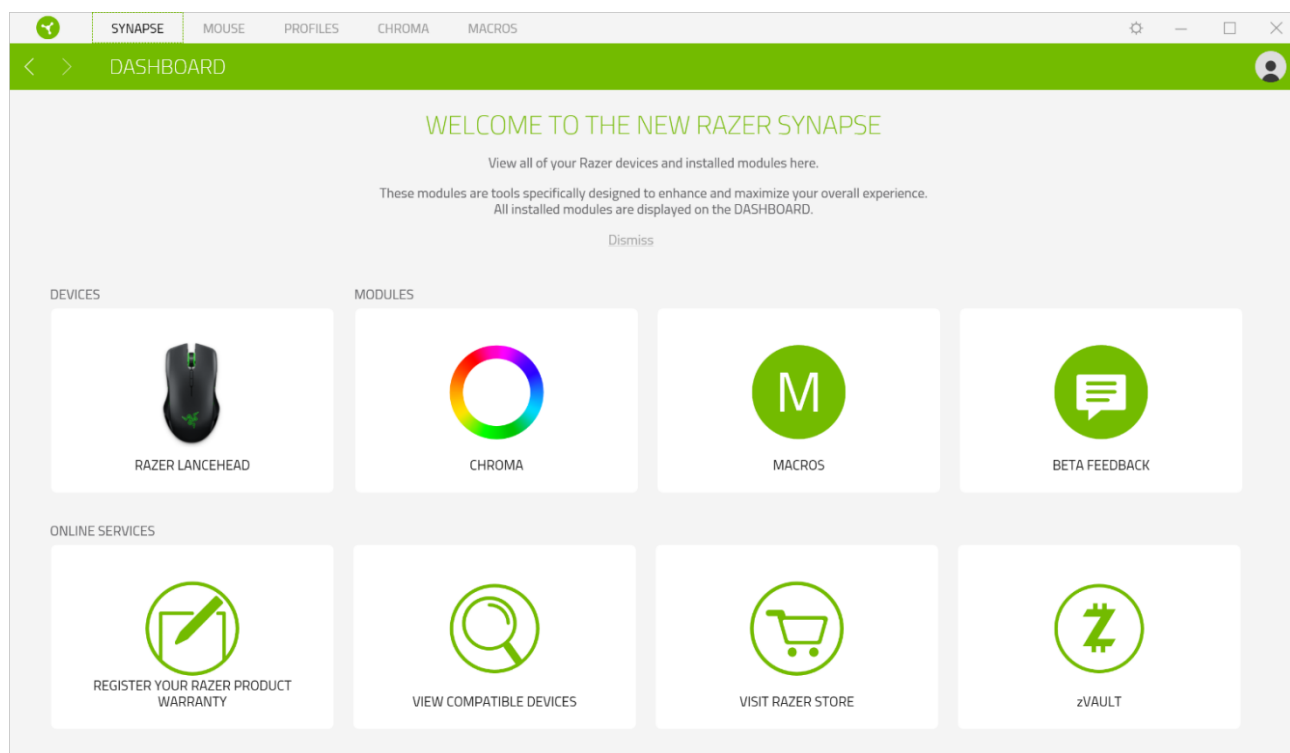 SYNAPSE MOUSE PROFILES CHROMA MACROS
DASHBOARD
WELCOME TO THE NEW RAZER SYNAPSE
View all of your Razer devices and installed modules here.
These modules are tools specifically designed to enhance and maximize your overall experience.
All installed modules are displayed on the DASHBOARD.
Dismiss
DEVICES MODULES
M
RAZER LANCEHEAD CHROMA MACROS BETA FEEDBACK
ONLINE SERVICES
REGISTER YOUR RAZER PRODUCT
WARRANTY VIEW COMPATIBLE DEVICES VISIT RAZER STORE zVAULT